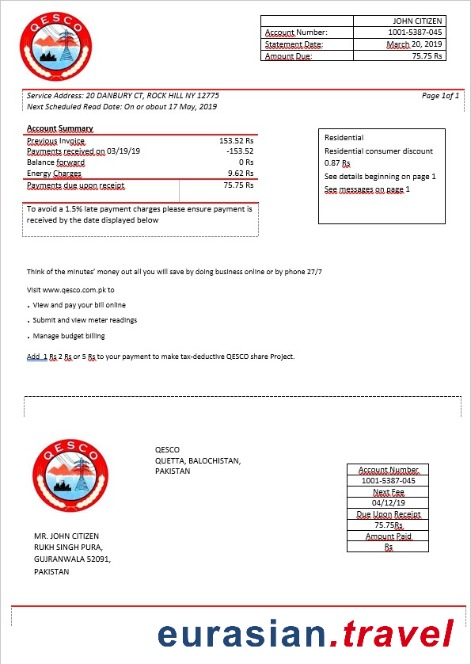 QESCO
JOHN CITIZEN
Account Number: 1001-5387-045
Statement Date: March 20, 2019
Amount Due: 75.75 Rs
Service Address: 20 DANBURY CT, ROCK HILL NY 12775 Page 1of 1
Next Scheduled Read Date: On or about 17 May, 2019
Account Summary
Previous Invoice 153.52 Rs
Payments received on 03/19/19 -153.52
Balance forward 0 Rs
Energy Charges 9.62 Rs
Payments due upon receipt 75.75 Rs
To avoid a 1.5% late payment charges please ensure payment is
received by the date displayed below
Residential
Residential consumer discount
0.87 Rs
See details beginning on page 1
See messages on page 1
Think of the minutes' money out all you will save by doing business online or by phone 27/7
Visit www.qesco.com.pk to
. View and pay your bill online
. Submit and view meter readings
. Manage budget billing
Add 1 Rs 2 Rs or 5 Rs to your payment to make tax-deductive QESCO share Project.
QESCO
QESCO
QUETTA, BALOCHISTAN,
PAKISTAN
Account Number
1001-5387-045
Next Fee
04/12/19
Due Upon Receipt
75.75Rs
Amount Paid
Rs
MR. JOHN CITIZEN
RUKH SINGH PURA,
GUJRANWALA 52091,
PAKISTAN
eurasian.travel